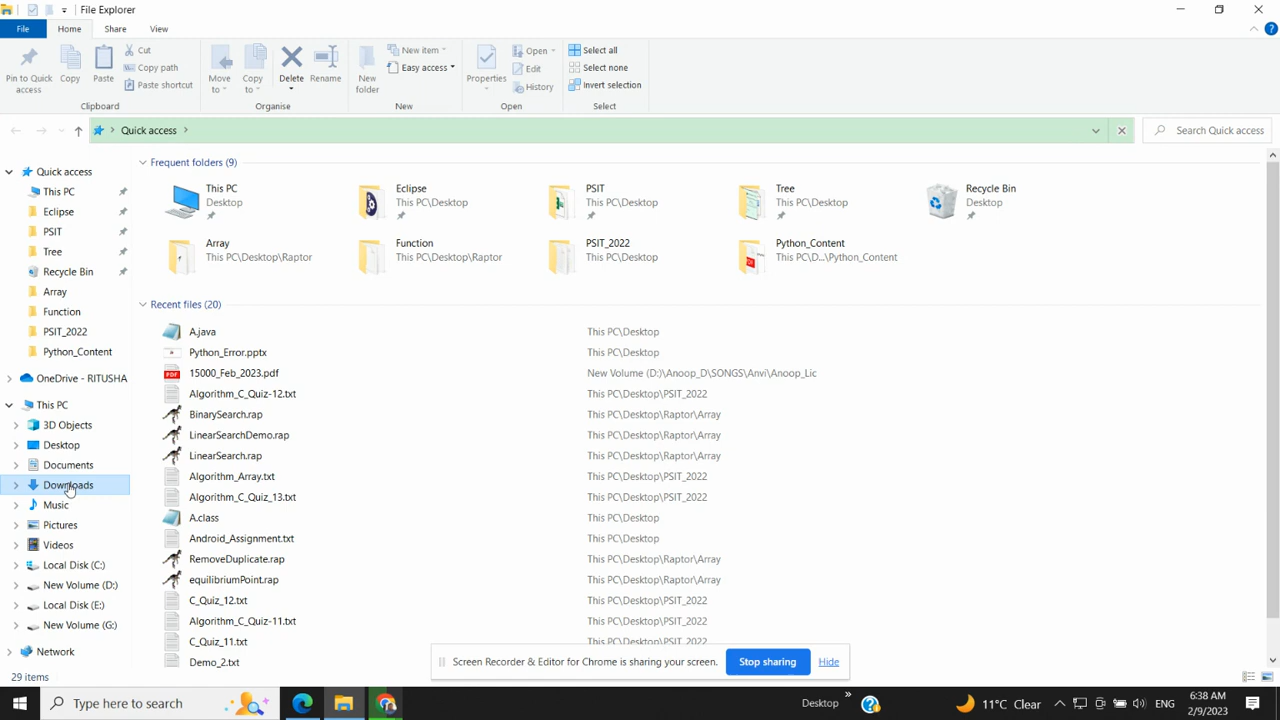 File Explorer
File Home Share View
Pin to Quick access
Copy
Paste
Cut
Copy path
Paste shortcut
Clipboard
Move to
Copy to
Delete
Rename
Organise
New folder
New item
Easy access
New
Properties
Open
Edit
History
Open
Select all
Select none
Invert selection
Select
Quick access
Search Quick access
Quick access
This PC
Eclipse
PSIT
Tree
Recycle Bin
Array
Function
PSIT_2022
Python_Content
OneDrive - RITUSHA
This PC
3D Objects
Desktop
Documents
Downloads
Music
Pictures
Videos
Local Disk (C:)
New Volume (D:)
Local Disk (E:)
New Volume (G:)
Network
Frequent folders (9)
This PC
Desktop
Eclipse
This PC\Desktop
PSIT
This PC\Desktop
Tree
This PC\Desktop
Recycle Bin
Desktop
Array
This PC\Desktop\Raptor
Function
This PC\Desktop\Raptor
PSIT_2022
This PC\Desktop
Python_Content
This PC\D...\Python_Content
Recent files (20)
A.java This PC\Desktop
Python_Error.pptx This PC\Desktop
PDF 15000_Feb_2023.pdf New Volume (D:)\Anoop_D\SONGS\Anvi\Anoop_Lic
Algorithm_C_Quiz-12.txt This PC\Desktop\PSIT_2022
BinarySearch.rap This PC\Desktop\Raptor\Array
LinearSearchDemo.rap This PC\Desktop\Raptor\Array
LinearSearch.rap This PC\Desktop\Raptor\Array
Algorithm_Array.txt This PC\Desktop\PSIT_2022
Algorithm_C_Quiz_13.txt This PC\Desktop\PSIT_2022
A.class This PC\Desktop
Android_Assignment.txt This PC\Desktop
RemoveDuplicate.rap This PC\Desktop\Raptor\Array
equilibriumPoint.rap This PC\Desktop\Raptor\Array
C_Quiz_12.txt This PC\Desktop\PSIT_2022
Algorithm_C_Quiz-11.txt This PC\Desktop\PSIT_2022
C_Quiz_11.txt This PC\Desktop\PSIT_2022
Demo_2.txt
Screen Recorder & Editor for Chrome is sharing your screen. Stop sharing Hide
29 items
Type here to search
Desktop
11°C Clear
ENG
6:38 AM
2/9/2023